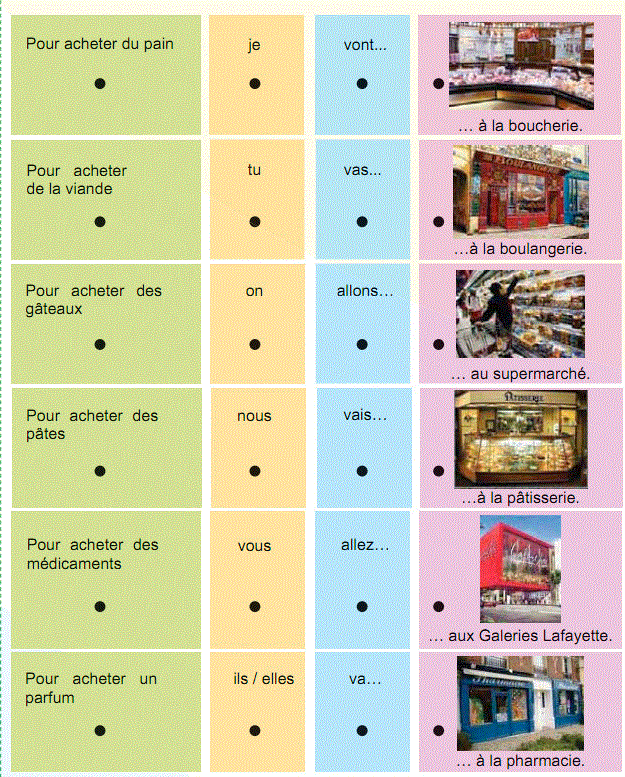 Pour acheter du pain
je
vont...
… à la boucherie.
Pour acheter
de la viande
tu
vas...
…à la boulangerie.
Pour acheter des
gâteaux
on
allons…
… au supermarché.
Pour acheter des
pâtes
nous
vais…
PÂTISSERIE
…à la pâtisserie.
Pour acheter des
médicaments
vous
allez…
… aux Galeries Lafayette.
Pour acheter un
parfum
ils / elles
va…
Pharmacie
… à la pharmacie.